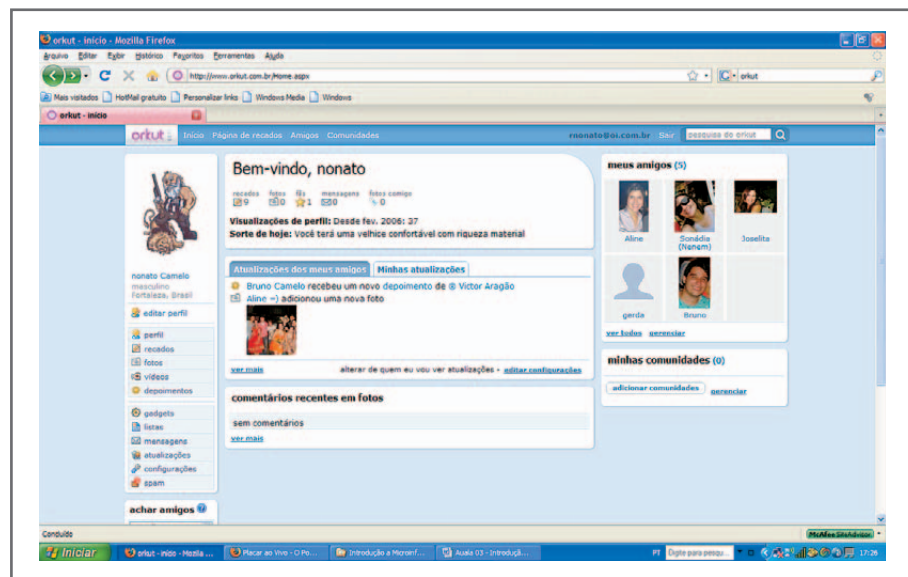 orkut - início - Mozilla Firefox
Arquivo Editar Exibir Histórico Favoritos Ferramentas Ajuda
http://www.orkut.com.br/Home.aspx
orkut
Mais visitados HotMail gratuito Personalizar links Windows Media Windows
orkut - início
orkut Início Página de recados Amigos Comunidades rnonato@oi.com.br Sair pesquisa do orkut
nonato Camelo
masculino
Fortaleza, Brasil
editar perfil
perfil
recados
fotos
vídeos
depoimentos
gadgets
listas
mensagens
atualizações
configurações
spam
achar amigos
Bem-vindo, nonato
recados fotos fãs mensagens fotos comigo
9 0 1 0 0
Visualizações de perfil: Desde fev. 2006: 37
Sorte de hoje: Você terá uma velhice confortável com riqueza material
Atualizações dos meus amigos Minhas atualizações
Bruno Camelo recebeu um novo depoimento de @ Victor Aragão
Aline =) adicionou uma nova foto
ver mais alterar de quem eu vou ver atualizações • editar configurações
comentários recentes em fotos
sem comentários
ver mais
meus amigos (5)
Aline Sonádia (Nenem) Joselita
gerda Bruno
ver todos gerenciar
minhas comunidades (0)
adicionar comunidades gerenciar
Concluído McAfee SiteAdvisor
Iniciar orkut - início - Mozilla ... Placar ao Vivo - O Po... Introdução a Microinf... Auala 03 - Introduçã... PT Digite para pesqu... 17:26